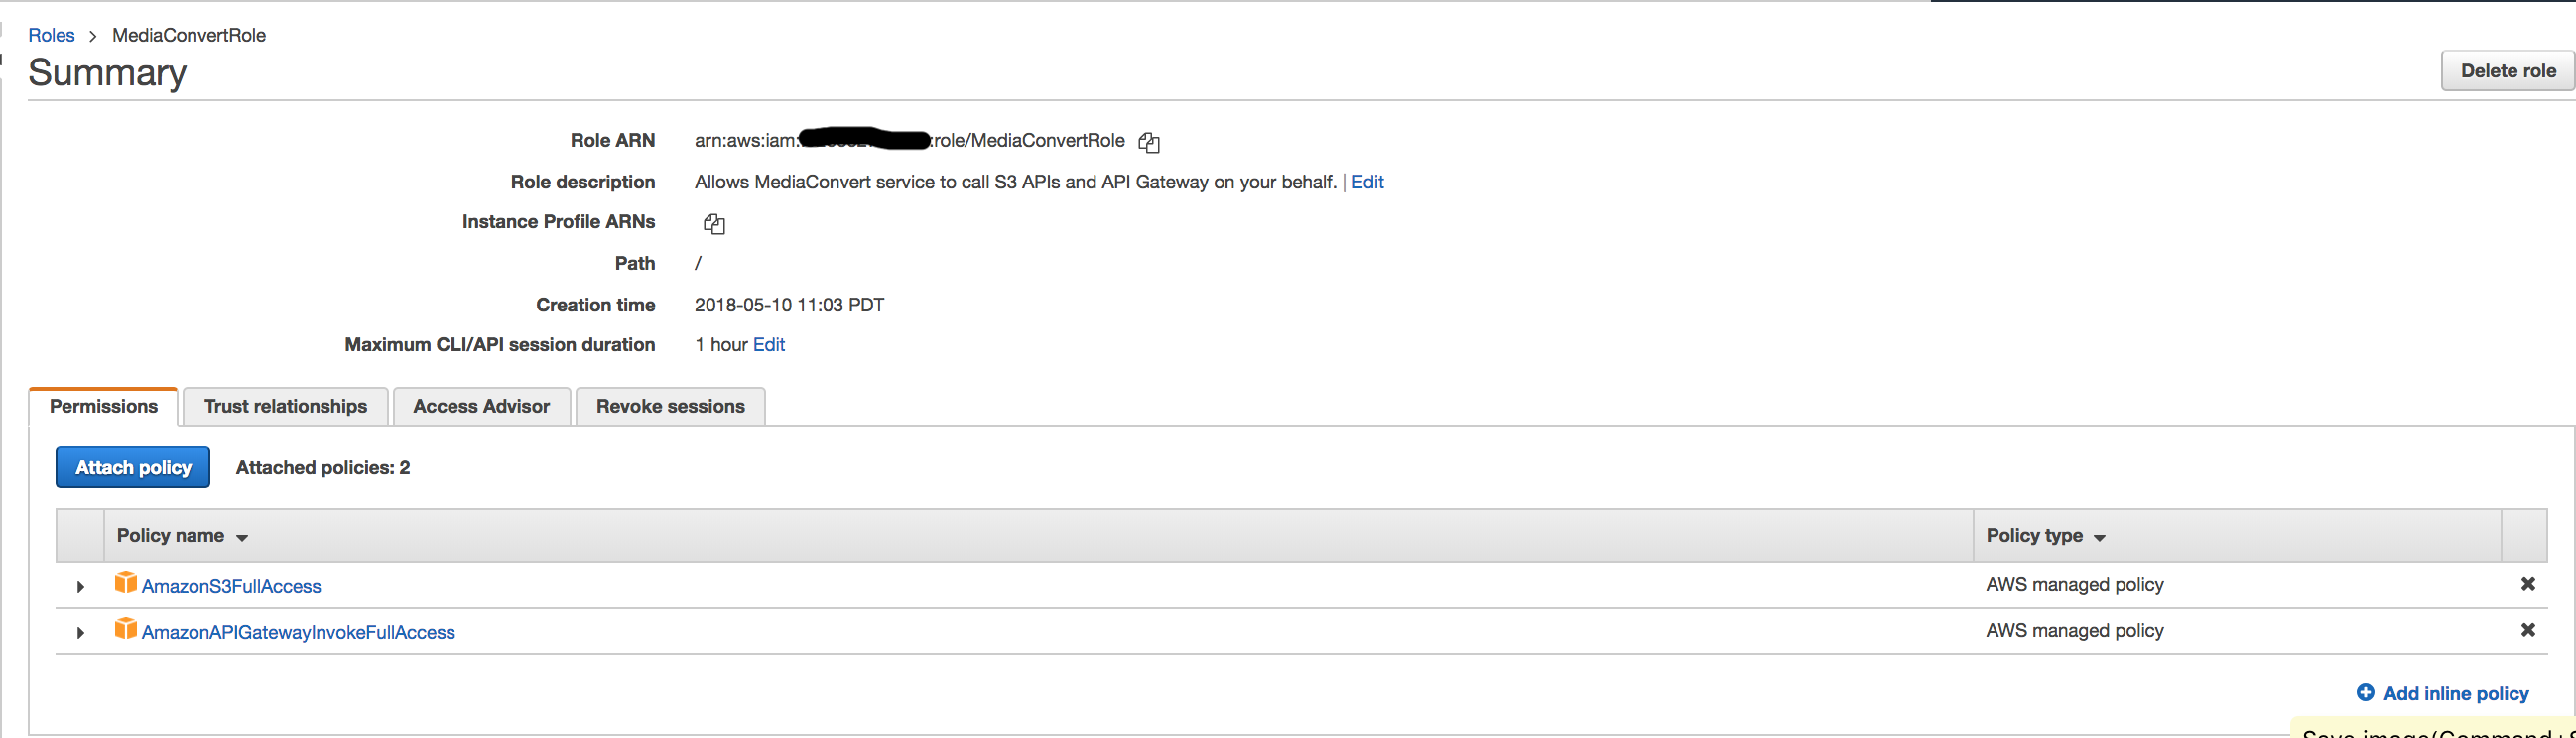 Roles > MediaConvertRole
Summary
Delete role
Role ARN arn:aws:iam: :role/MediaConvertRole
Role description Allows MediaConvert service to call S3 APIs and API Gateway on your behalf. | Edit
Instance Profile ARNs
Path /
Creation time 2018-05-10 11:03 PDT
Maximum CLI/API session duration 1 hour Edit
Permissions Trust relationships Access Advisor Revoke sessions
Attach policy Attached policies: 2
Policy name Policy type
AmazonS3FullAccess AWS managed policy
AmazonAPIGatewayInvokeFullAccess AWS managed policy
Add inline policy